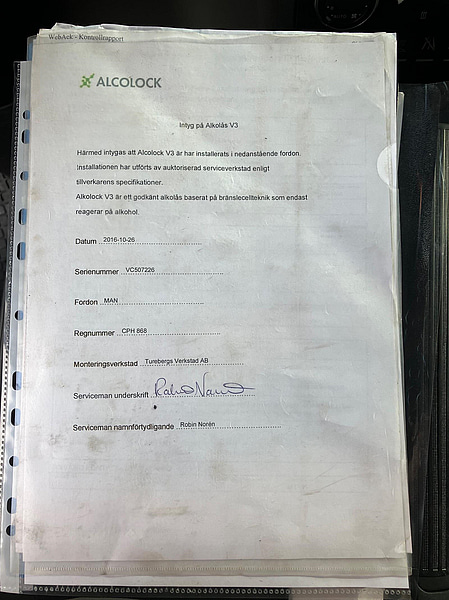 WebAek - Kontrollrapport
ALCOLOCK
Intyg på Alkolås V3
Härmed intygas att Alcolock V3 är har installerats i nedanstående fordon.
Installationen har utförts av auktoriserad serviceverkstad enligt
tillverkarens specifikationer.
Alkolock V3 är ett godkänt alkolås baserat på bränslecellteknik som endast
reagerar på alkohol.
Datum 2016-10-26
Serienummer VC507226
Fordon MAN
Regnummer CPH 868
Monteringsverkstad Turebergs Verkstad AB
Serviceman underskrift
Serviceman namnförtydligande Robin Norén